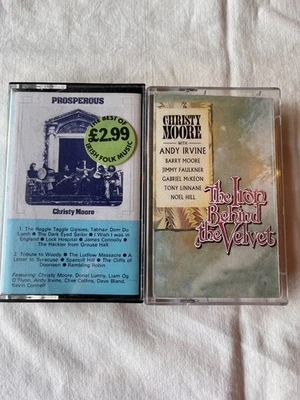 PROSPEROUS
THE BEST OF
£2.99
IRISH FOLK MUSIC
Christy Moore
1 The Raggle Taggle Gipsies, Tabhair Dom Do
Lamh • The Dark Eyed Sailor • I Wish I was in
England • Lock Hospital • James Connolly •
The Hackler from Grouse Hall
2 Tribute to Woody • The Ludlow Massacre • A
Letter to Syracuse • Spancill Hill • The Cliffs of
Dooneen • Rambling Robin
Featuring: Christy Moore, Donal Lunny, Liam Og
O'Flynn, Andy Irvine, Clive Collins, Dave Bland,
Kevin Conneff
CHRISTY
MOORE
WITH
ANDY IRVINE
BARRY MOORE
JIMMY FAULKNER
GABRIEL McKEON
TONY LINNANE
NOEL HILL
The Iron
Behind
the Velvet